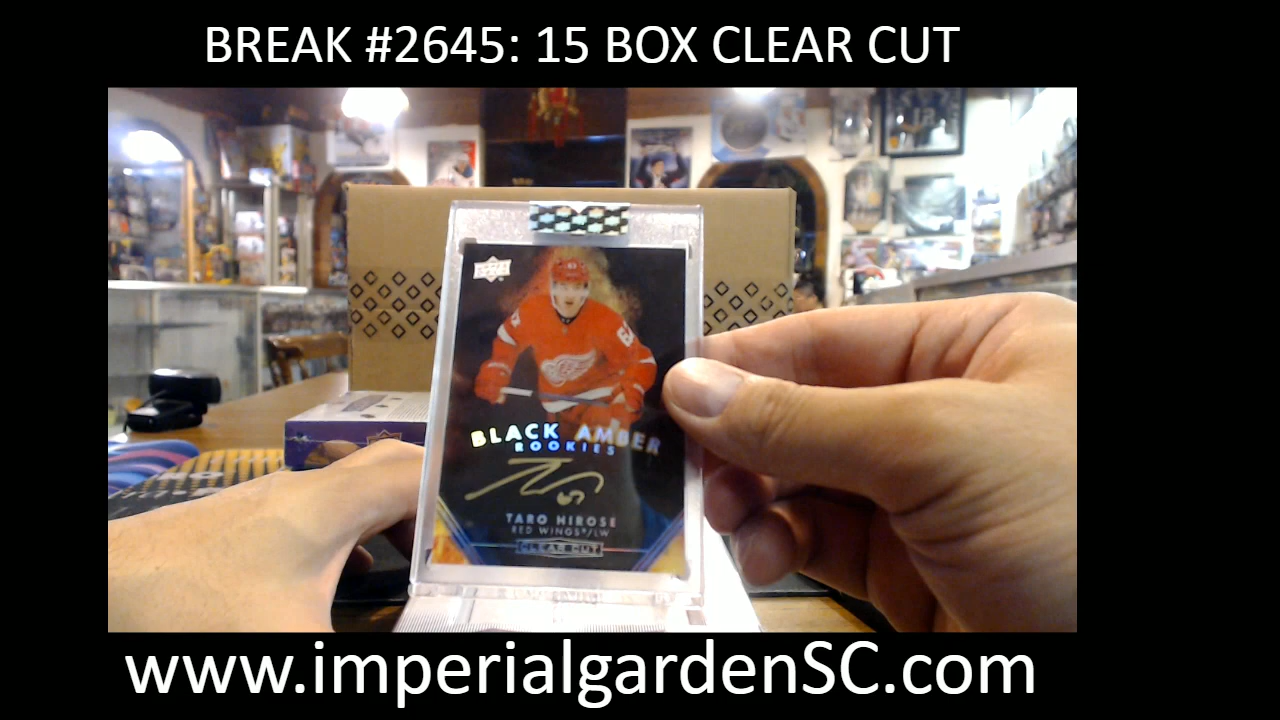 BREAK #2645: 15 BOX CLEAR CUT
BLACK AMBER
ROOKIES
TARO HIROSE
RED WINGS®/LW
CLEAR CUT
www.imperialgardenSC.com